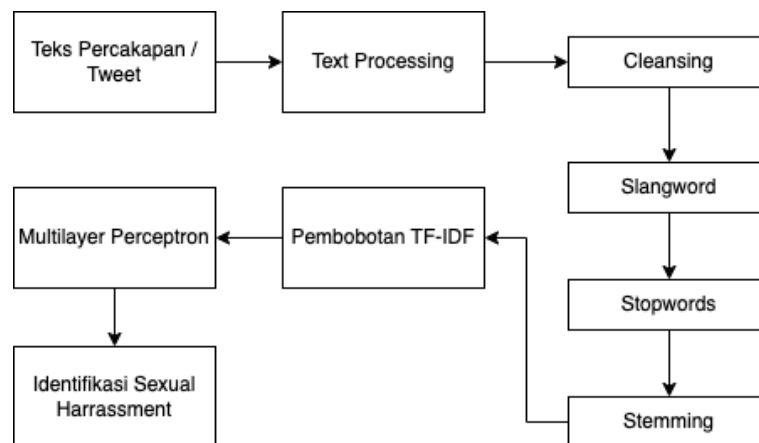 Teks Percakapan /
Tweet
Text Processing
Cleansing
Slangword
Stopwords
Stemming
Pembobotan TF-IDF
Multilayer Perceptron
Identifikasi Sexual
Harrassment